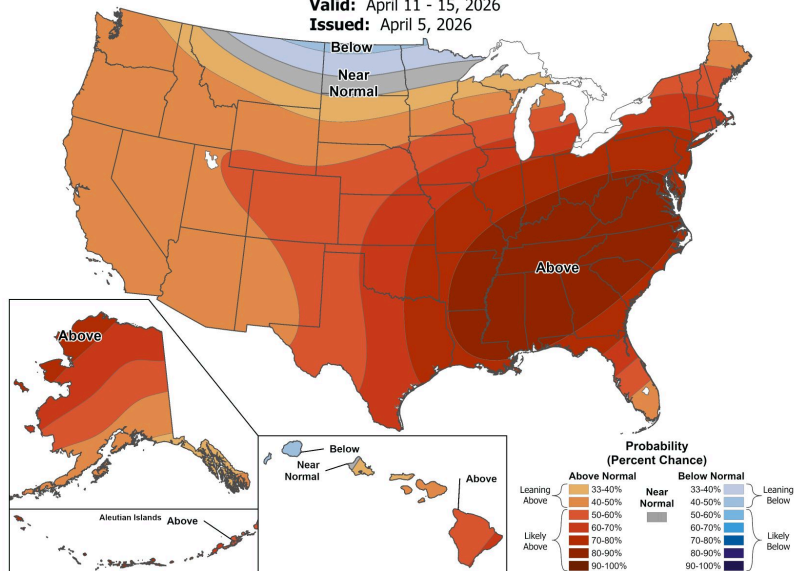 Valid: April 11 - 15, 2026
Issued: April 5, 2026
Below
Near
Normal
Above
Above
Aleutian Islands Above
Below
Near
Normal
Above
Probability
(Percent Chance)
Above Normal
Leaning
Above
33-40%
40-50%
Likely
Above
50-60%
60-70%
70-80%
80-90%
90-100%
Near
Normal
Below Normal
33-40%
40-50%
Leaning
Below
50-60%
60-70%
70-80%
80-90%
90-100%
Likely
Below